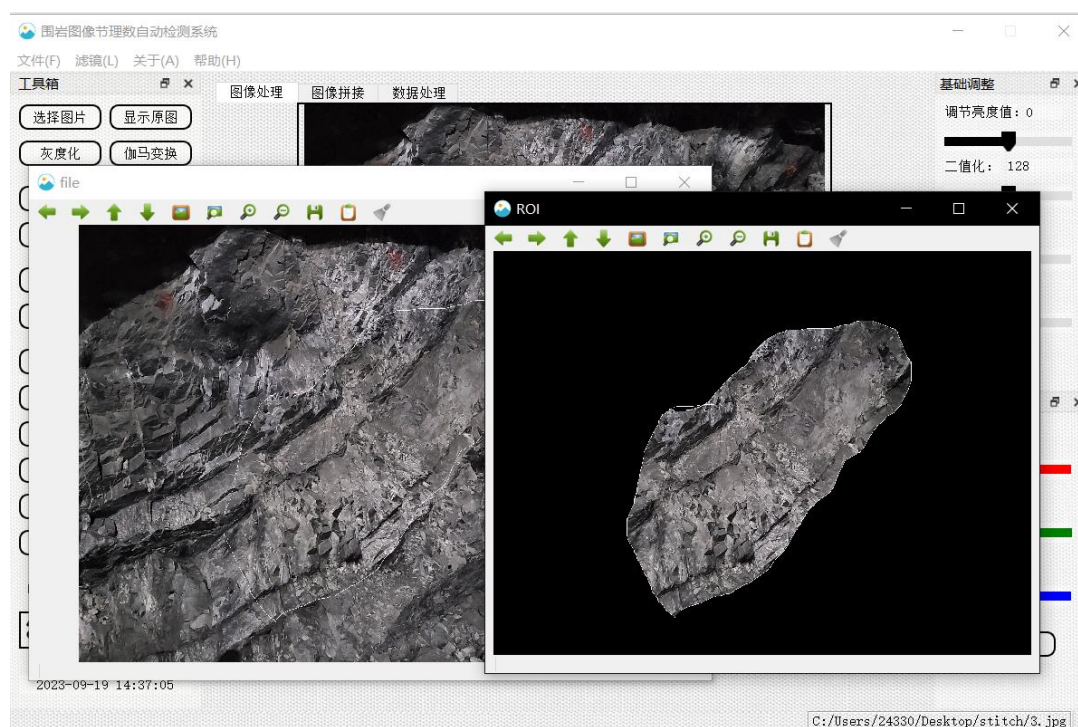 围岩图像节理数自动检测系统
文件(F) 滤镜(L) 关于(A) 帮助(H)
工具箱
图像处理 图像拼接 数据处理
基础调整
选择图片 显示原图
调节亮度值: 0
灰度化 伽马变换
二值化: 128
file
ROI
2023-09-19 14:37:05
C:/Users/24330/Desktop/stitch/3.jpg